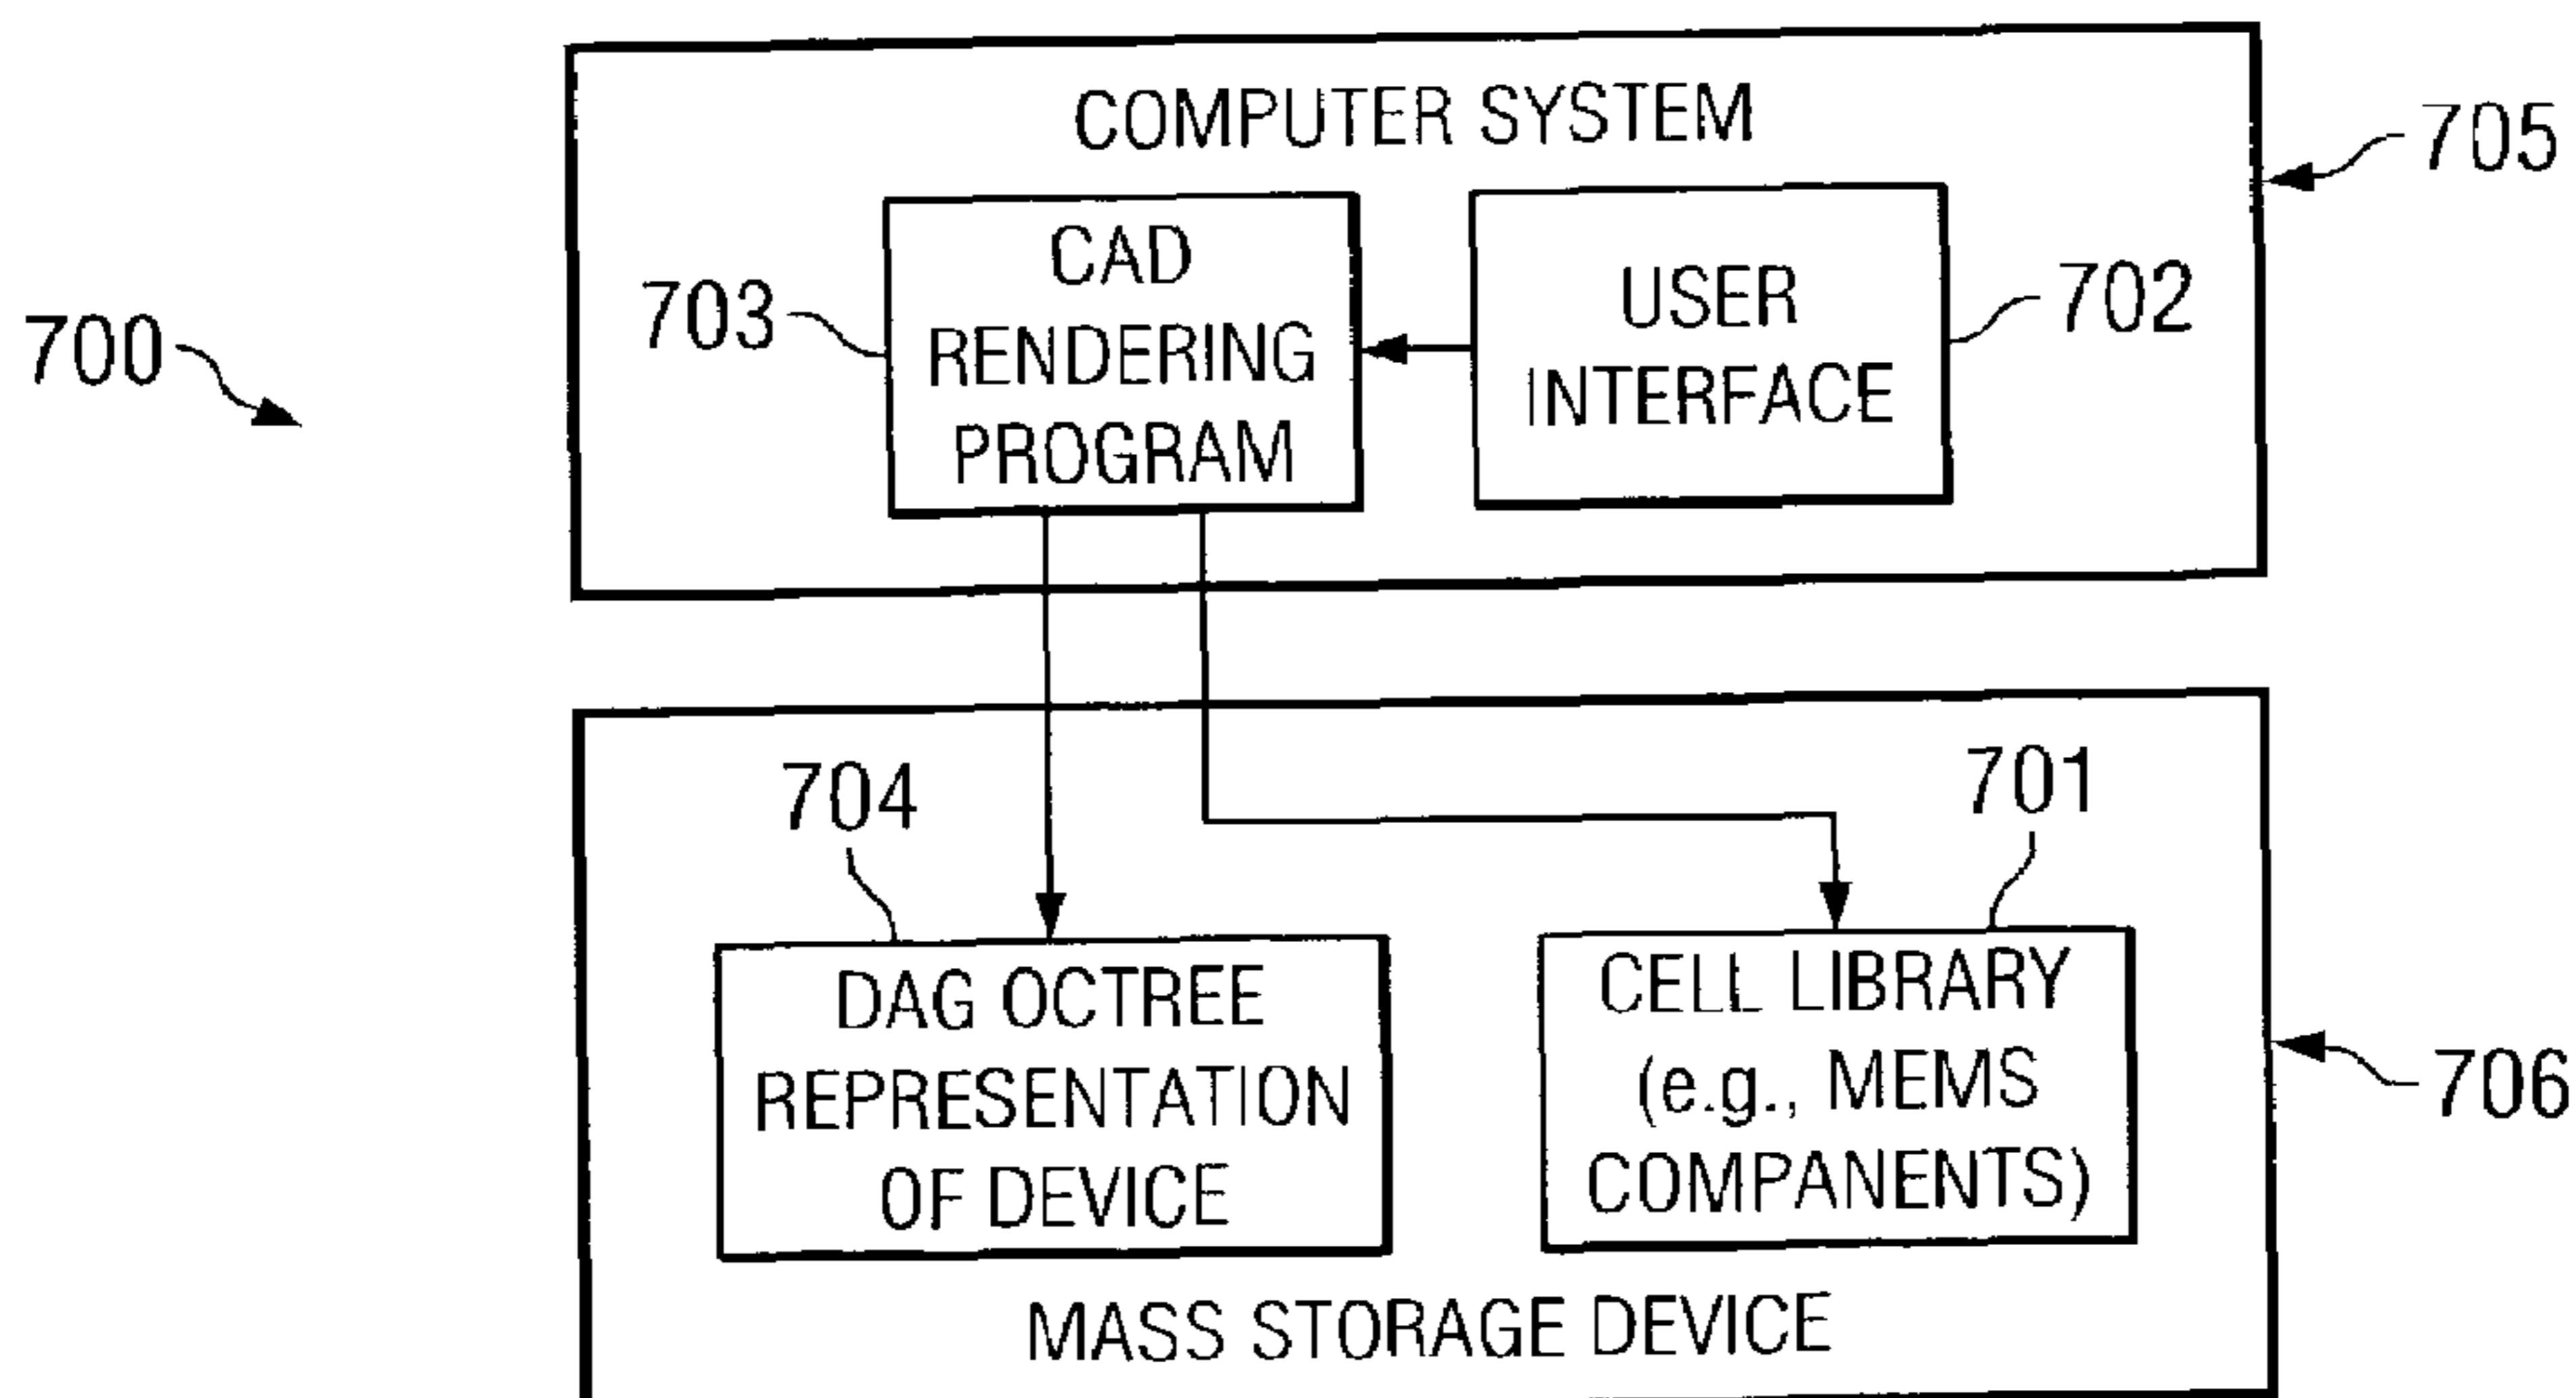 COMPUTER SYSTEM
705
700
703
CAD
RENDERING
PROGRAM
USER
INTERFACE
702
704
701
DAG OCTREE
REPRESENTATION
OF DEVICE
CELL LIBRARY
(e.g., MEMS
COMPANENTS)
706
MASS STORAGE DEVICE